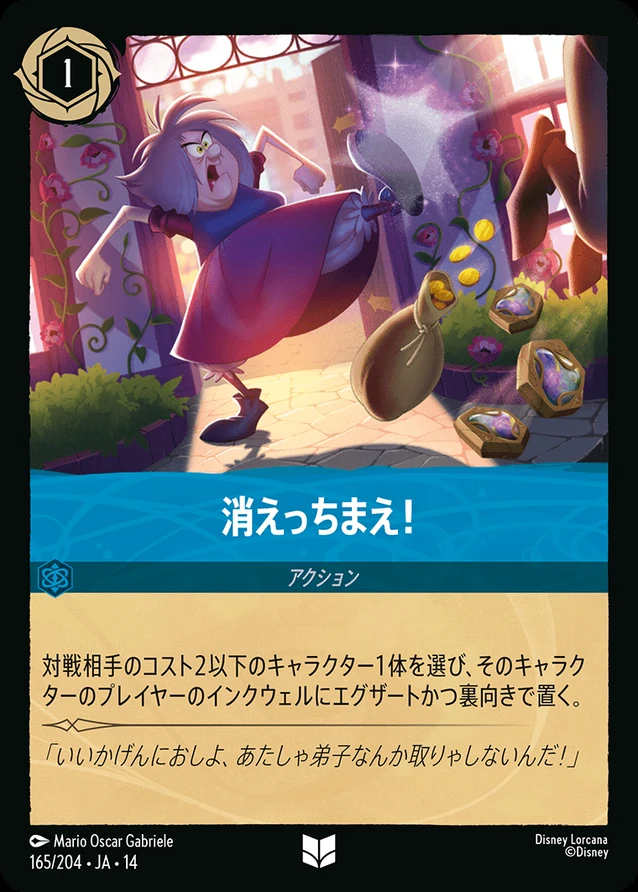 1
消えっちまえ!
アクション
対戦相手のコスト2以下のキャラクター1体を選び、そのキャラク
ターのプレイヤーのインクウェルにエグザートかつ裏向きで置く。
「いいかげんにおしよ、あたしゃ弟子なんか取りゃしないんだ!」
Mario Oscar Gabriele
165/204 • JA • 14
Disney Lorcana
©Disney